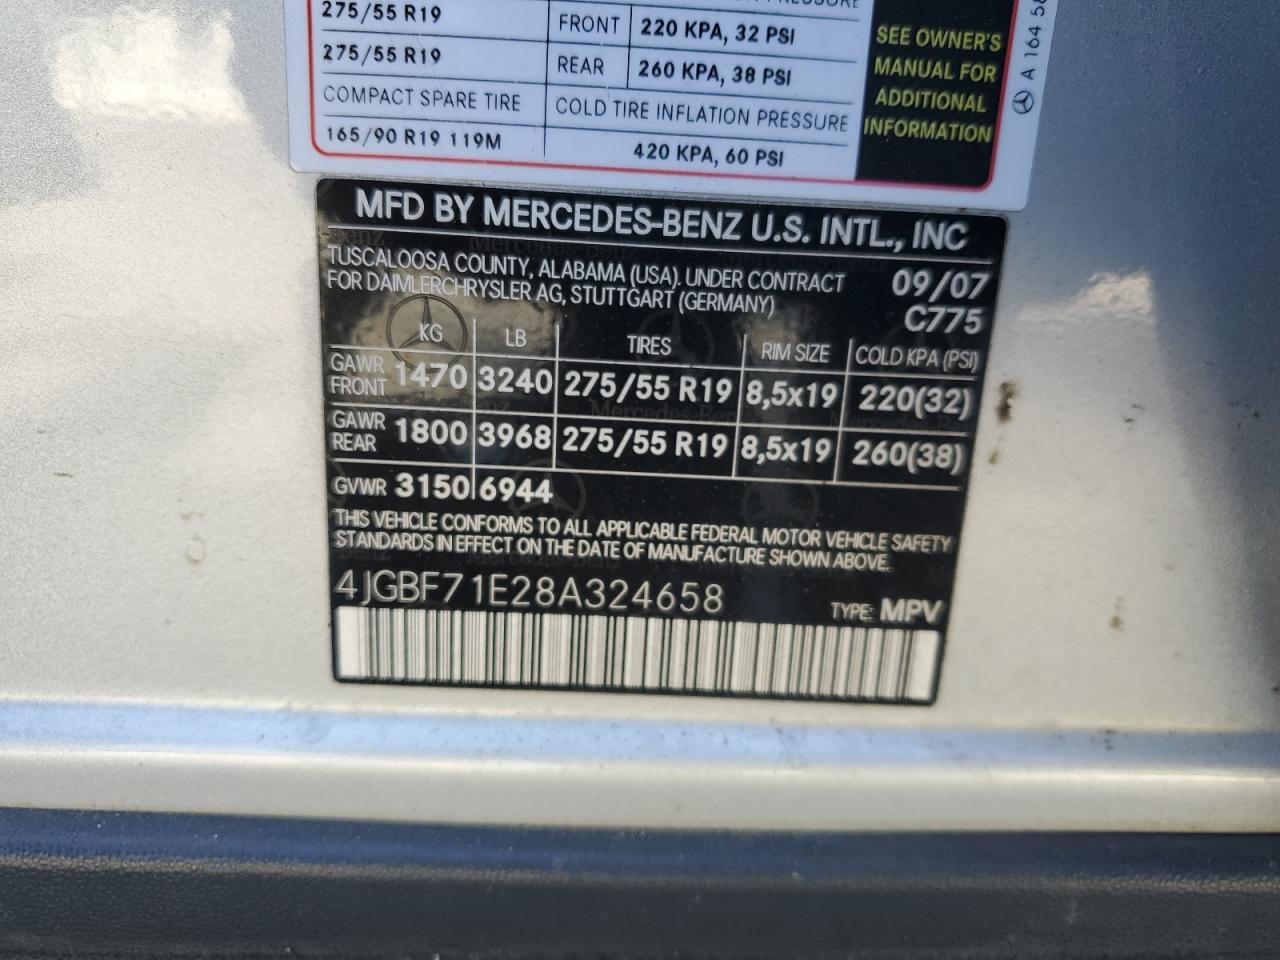 275/55 R19 FRONT 220 KPA, 32 PSI
275/55 R19 REAR 260 KPA, 38 PSI
COMPACT SPARE TIRE COLD TIRE INFLATION PRESSURE
165/90 R19 119M 420 KPA, 60 PSI
SEE OWNER'S
MANUAL FOR
ADDITIONAL
INFORMATION
A 164 58
MFD BY MERCEDES-BENZ U.S. INTL., INC
TUSCALOOSA COUNTY, ALABAMA (USA). UNDER CONTRACT 09/07
FOR DAIMLERCHRYSLER AG, STUTTGART (GERMANY) C775
KG LB TIRES RIM SIZE COLD KPA (PSI)
GAWR FRONT 1470 3240 275/55 R19 8,5x19 220(32)
GAWR REAR 1800 3968 275/55 R19 8,5x19 260(38)
GVWR 3150 6944
THIS VEHICLE CONFORMS TO ALL APPLICABLE FEDERAL MOTOR VEHICLE SAFETY
STANDARDS IN EFFECT ON THE DATE OF MANUFACTURE SHOWN ABOVE.
4JGBF71E28A324658 TYPE: MPV